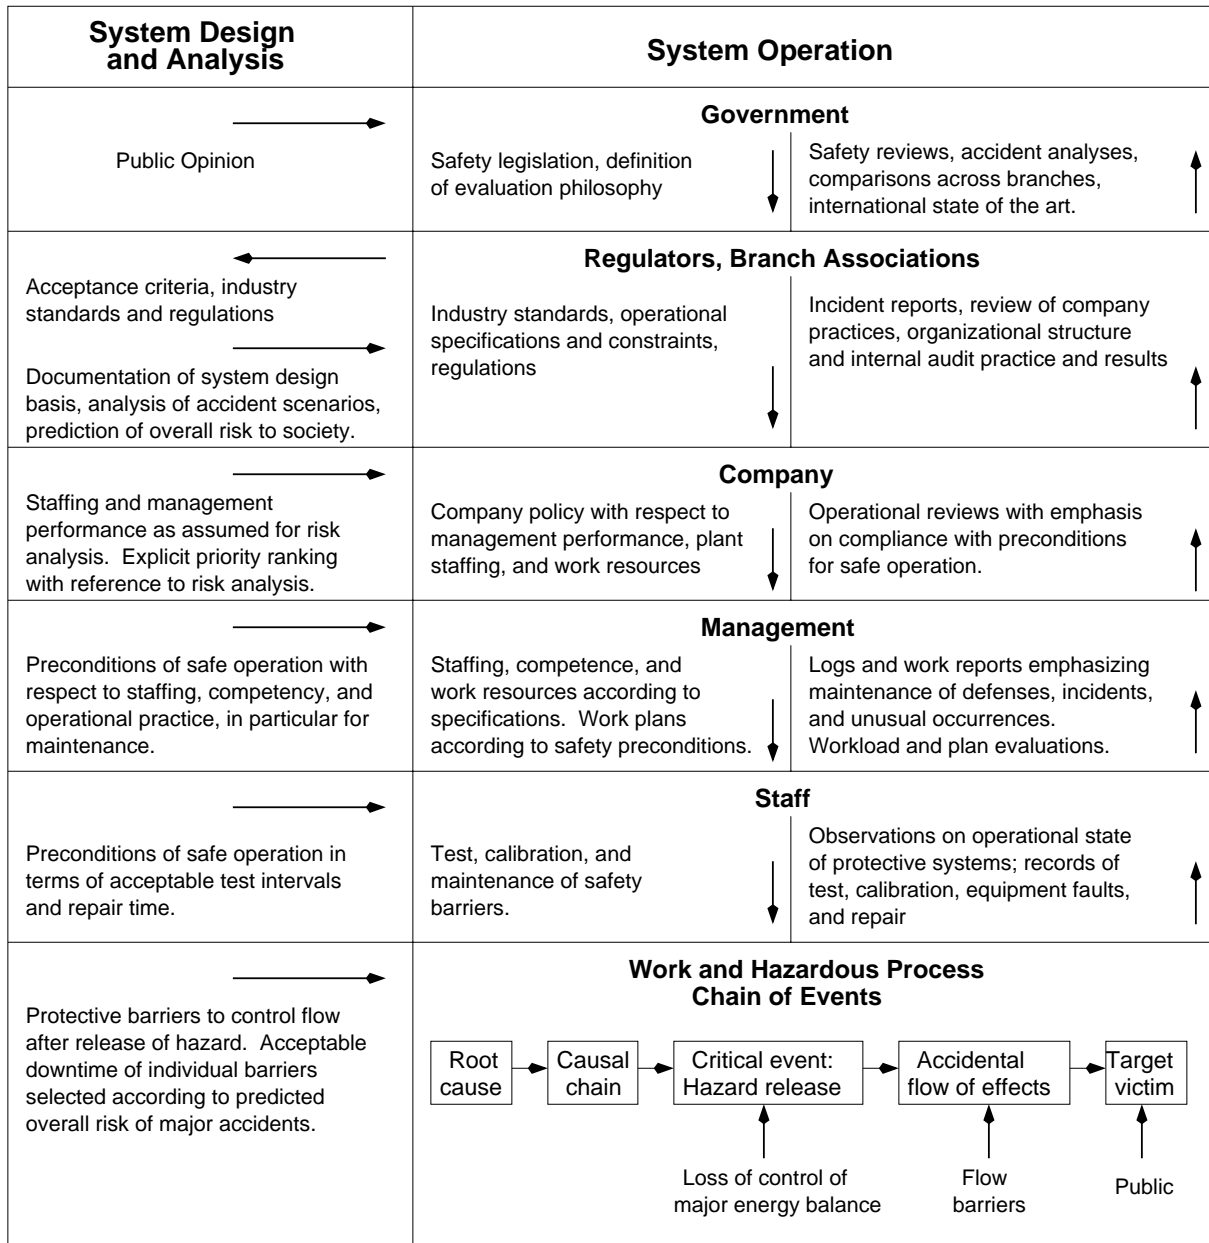 System Design
and Analysis
System Operation
Government
Public Opinion
Safety legislation, definition
of evaluation philosophy
Safety reviews, accident analyses,
comparisons across branches,
international state of the art.
Regulators, Branch Associations
Acceptance criteria, industry
standards and regulations
Documentation of system design
basis, analysis of accident scenarios,
prediction of overall risk to society.
Industry standards, operational
specifications and constraints,
regulations
Incident reports, review of company
practices, organizational structure
and internal audit practice and results
Company
Staffing and management
performance as assumed for risk
analysis.  Explicit priority ranking
with reference to risk analysis.
Company policy with respect to
management performance, plant
staffing, and work resources
Operational reviews with emphasis
on compliance with preconditions
for safe operation.
Management
Preconditions of safe operation with
respect to staffing, competency, and
operational practice, in particular for
maintenance.
Staffing, competence, and
work resources according to
specifications.  Work plans
according to safety preconditions.
Logs and work reports emphasizing
maintenance of defenses, incidents,
and unusual occurrences.
Workload and plan evaluations.
Staff
Preconditions of safe operation in
terms of acceptable test intervals
and repair time.
Test, calibration, and
maintenance of safety
barriers.
Observations on operational state
of protective systems; records of
test, calibration, equipment faults,
and repair
Work and Hazardous Process
Chain of Events
Protective barriers to control flow
after release of hazard.  Acceptable
downtime of individual barriers
selected according to predicted
overall risk of major accidents.
Root
cause
Causal
chain
Critical event:
Hazard release
Accidental
flow of effects
Target
victim
Loss of control of
major energy balance
Flow
barriers
Public